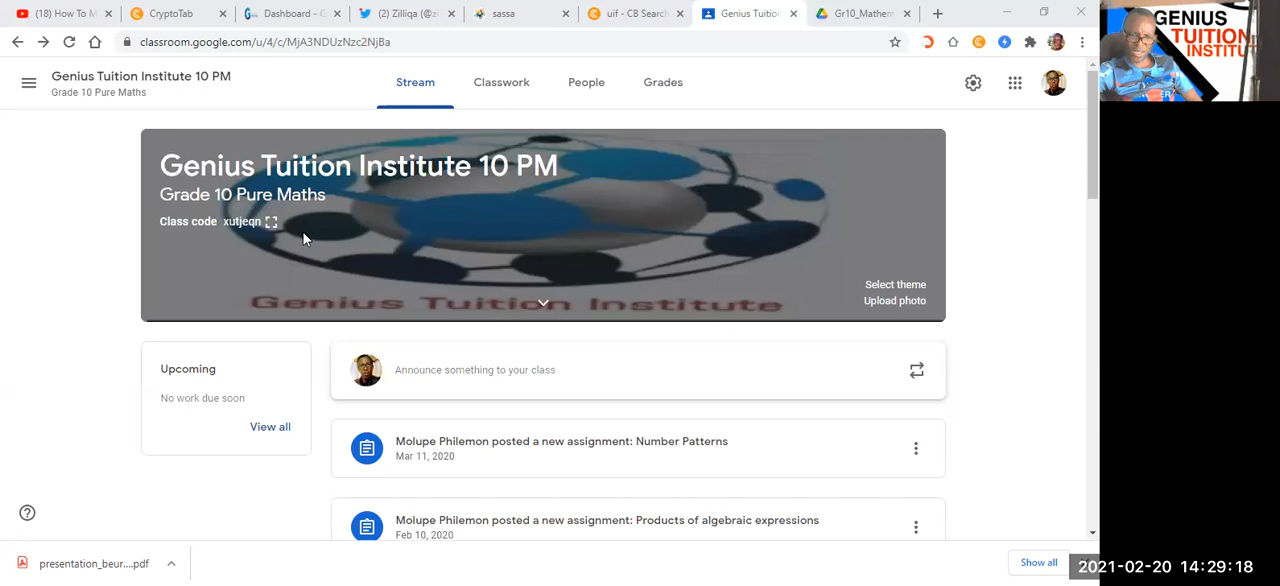 (18) How To M
CryptoTab
Dashboard - G
(2) Zilliqa (@z
sassa
uif - CB Search
Genius Tuition
Gr10_Mathem
classroom.google.com/u/4/c/MjA3NDUzNzc2NjBa
Genius Tuition Institute 10 PM
Grade 10 Pure Maths
Stream
Classwork
People
Grades
GENIUS
TUITION
INSTITU
Genius Tuition Institute 10 PM
Grade 10 Pure Maths
Class code xutjeqn
Select theme
Upload photo
Genius Tuition Institute
Upcoming
No work due soon
View all
Announce something to your class
Molupe Philemon posted a new assignment: Number Patterns
Mar 11, 2020
Molupe Philemon posted a new assignment: Products of algebraic expressions
Feb 10, 2020
presentation_beur....pdf
Show all
2021-02-20 14:29:18